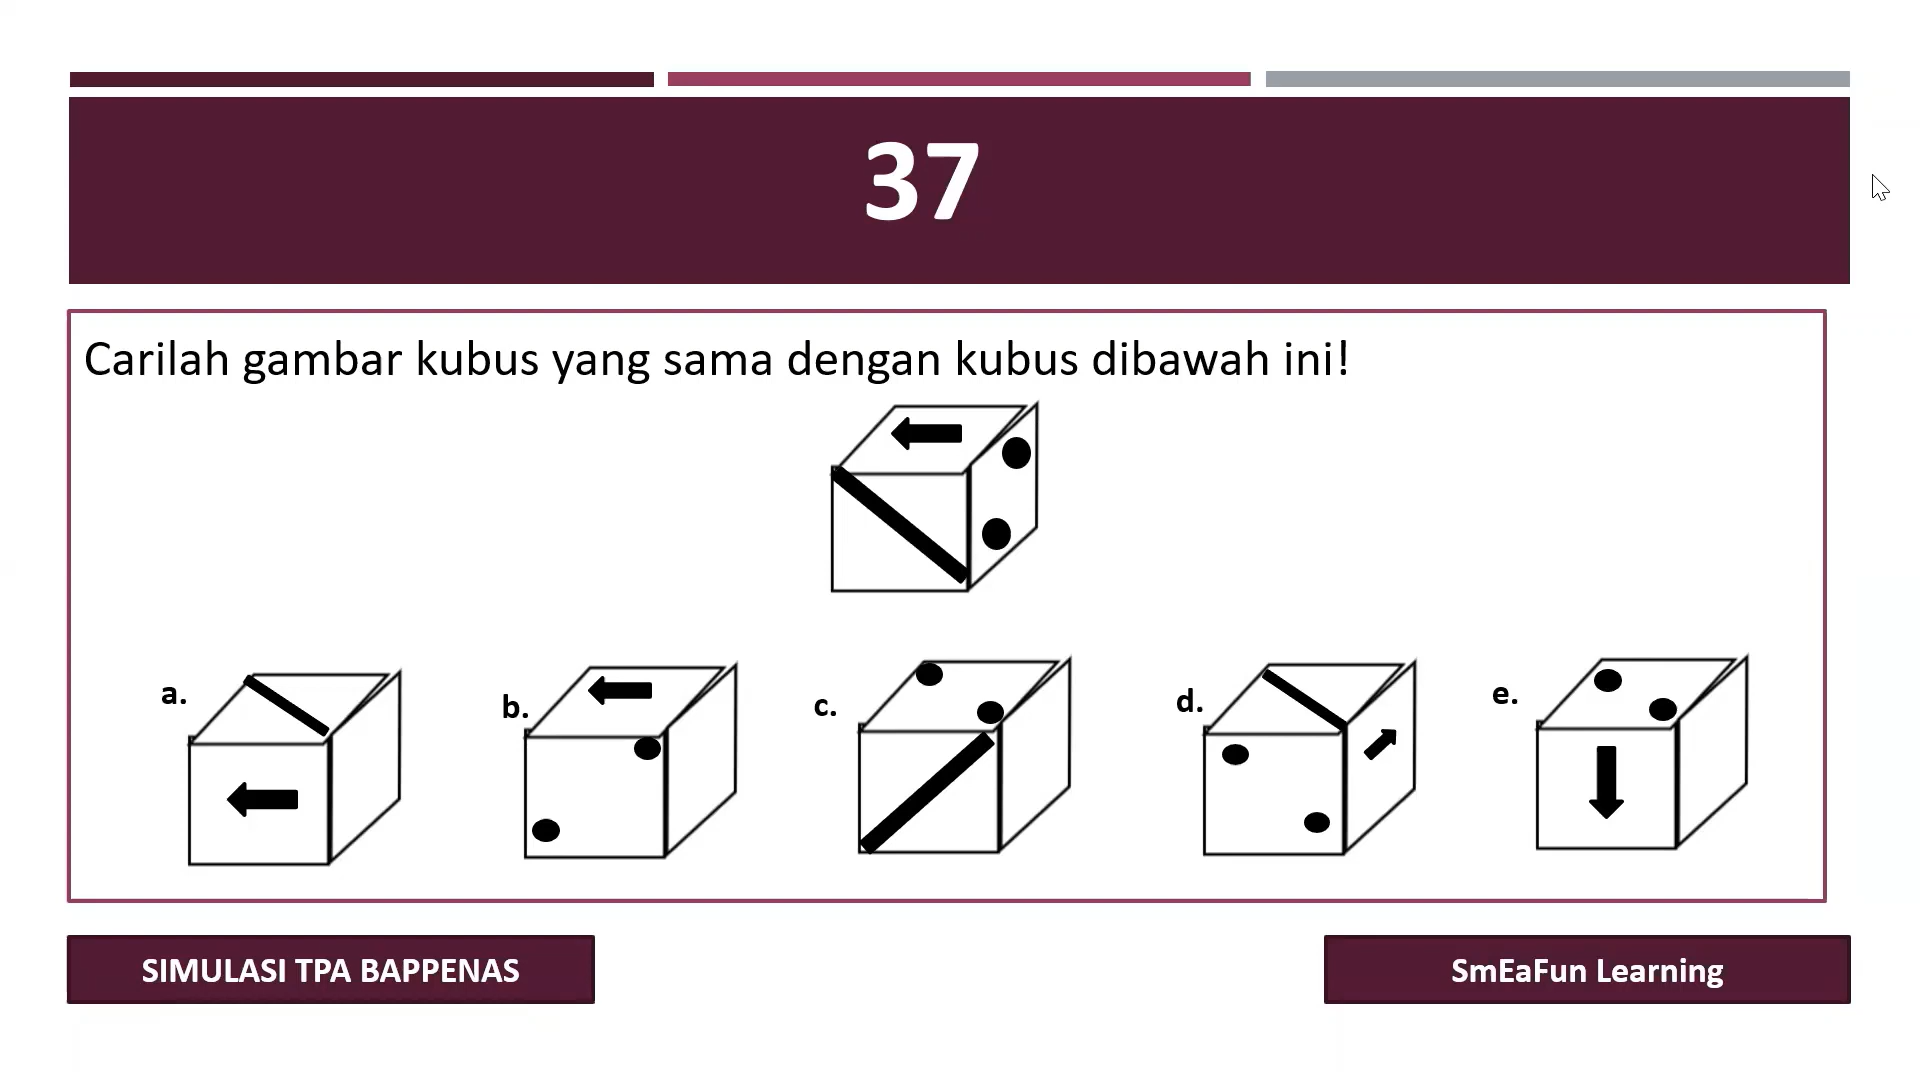 37
Carilah gambar kubus yang sama dengan kubus dibawah ini!
a.
b.
c.
d.
e.
SIMULASI TPA BAPPENAS
SmEaFun Learning